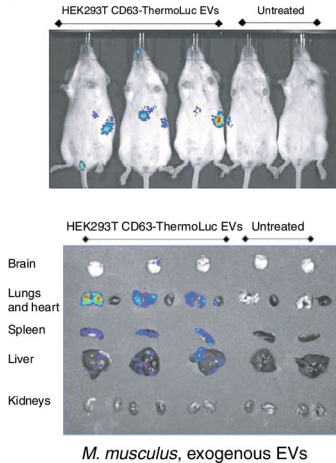 HEK293T CD63-ThermoLuc EVs Untreated
HEK293T CD63-ThermoLuc EVs Untreated
Brain
Lungs
and heart
Spleen
Liver
Kidneys
M. musculus, exogenous EVs